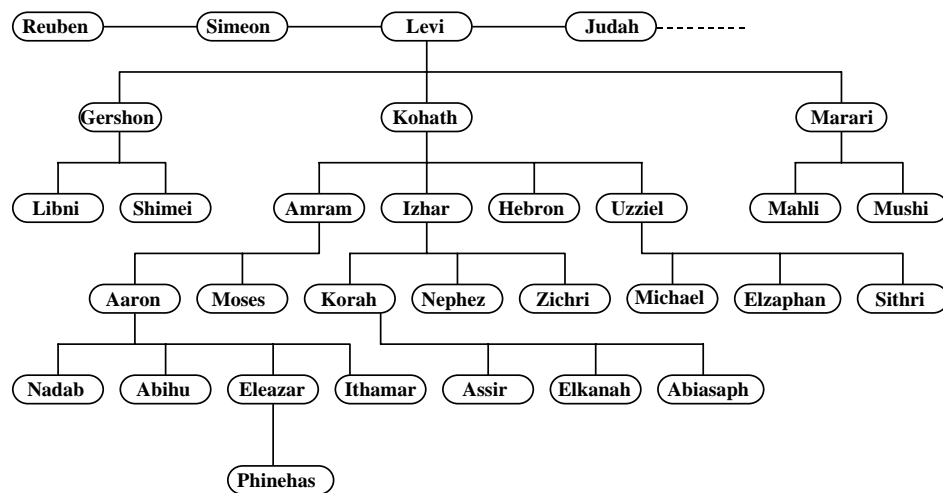 Reuben Simeon Levi Judah
Gershon Kohath Marari
Libni Shimei Amram Izhar Hebron Uzziel Mahli Mushi
Aaron Moses Korah Nephez Zichri Michael Elzaphan Sithri
Nadab Abihu Eleazar Ithamar Assir Elkanah Abiasaph
Phinehas